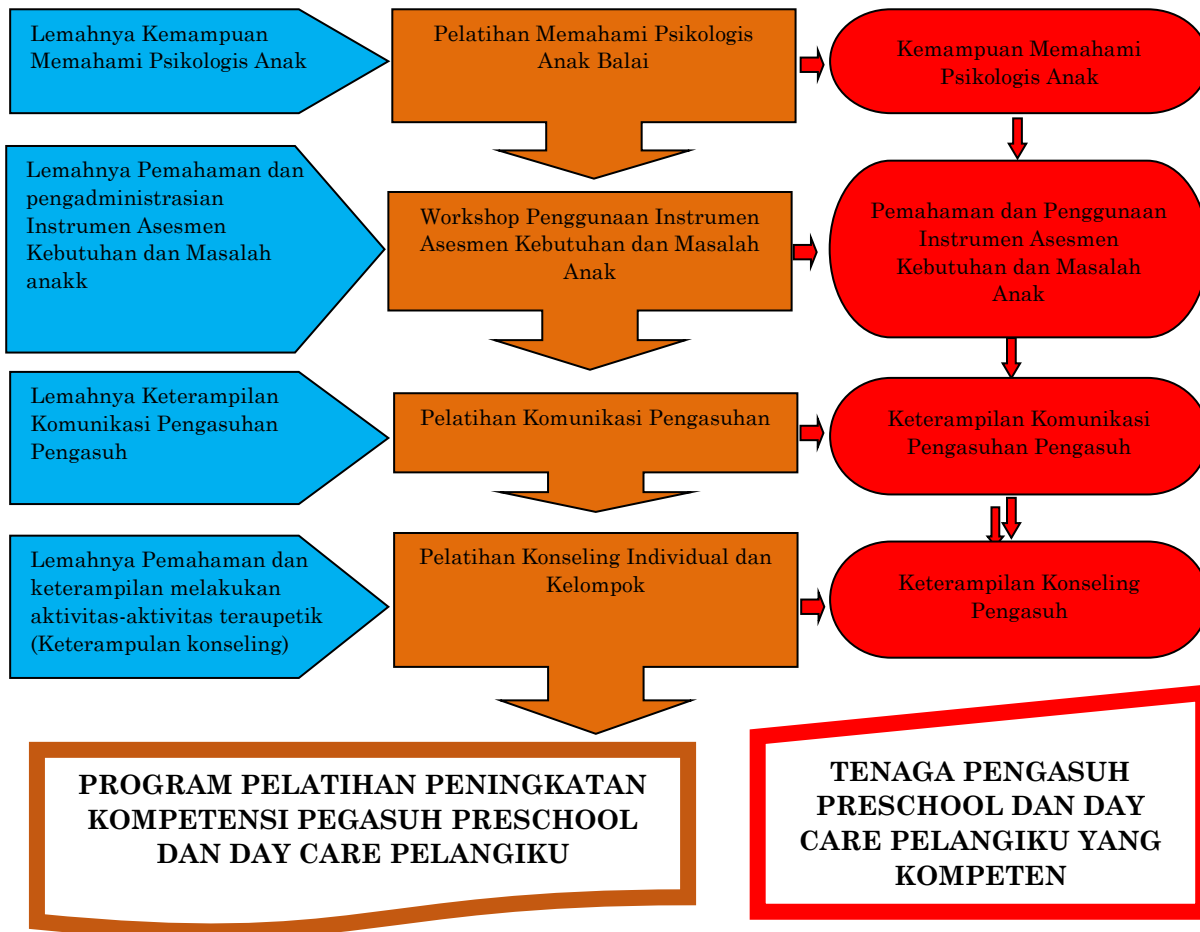 Lemahnya Kemampuan
Memahami Psikologis Anak
Pelatihan Memahami Psikologis
Anak Balai
Kemampuan Memahami
Psikologis Anak
Lemahnya Pemahaman dan
pengadministrasian
Instrumen Asesmen
Kebutuhan dan Masalah
anakk
Workshop Penggunaan Instrumen
Asesmen Kebutuhan dan Masalah
Anak
Pemahaman dan Penggunaan
Instrumen Asesmen
Kebutuhan dan Masalah
Anak
Lemahnya Keterampilan
Komunikasi Pengasuhan
Pengasuh
Pelatihan Komunikasi Pengasuhan
Keterampilan Komunikasi
Pengasuhan Pengasuh
Lemahnya Pemahaman dan
keterampilan melakukan
aktivitas-aktivitas teraupetik
(Keterampulan konseling)
Pelatihan Konseling Individual dan
Kelompok
Keterampilan Konseling
Pengasuh
PROGRAM PELATIHAN PENINGKATAN
KOMPETENSI PEGASUH PRESCHOOL
DAN DAY CARE PELANGIKU
TENAGA PENGASUH
PRESCHOOL DAN DAY
CARE PELANGIKU YANG
KOMPETEN